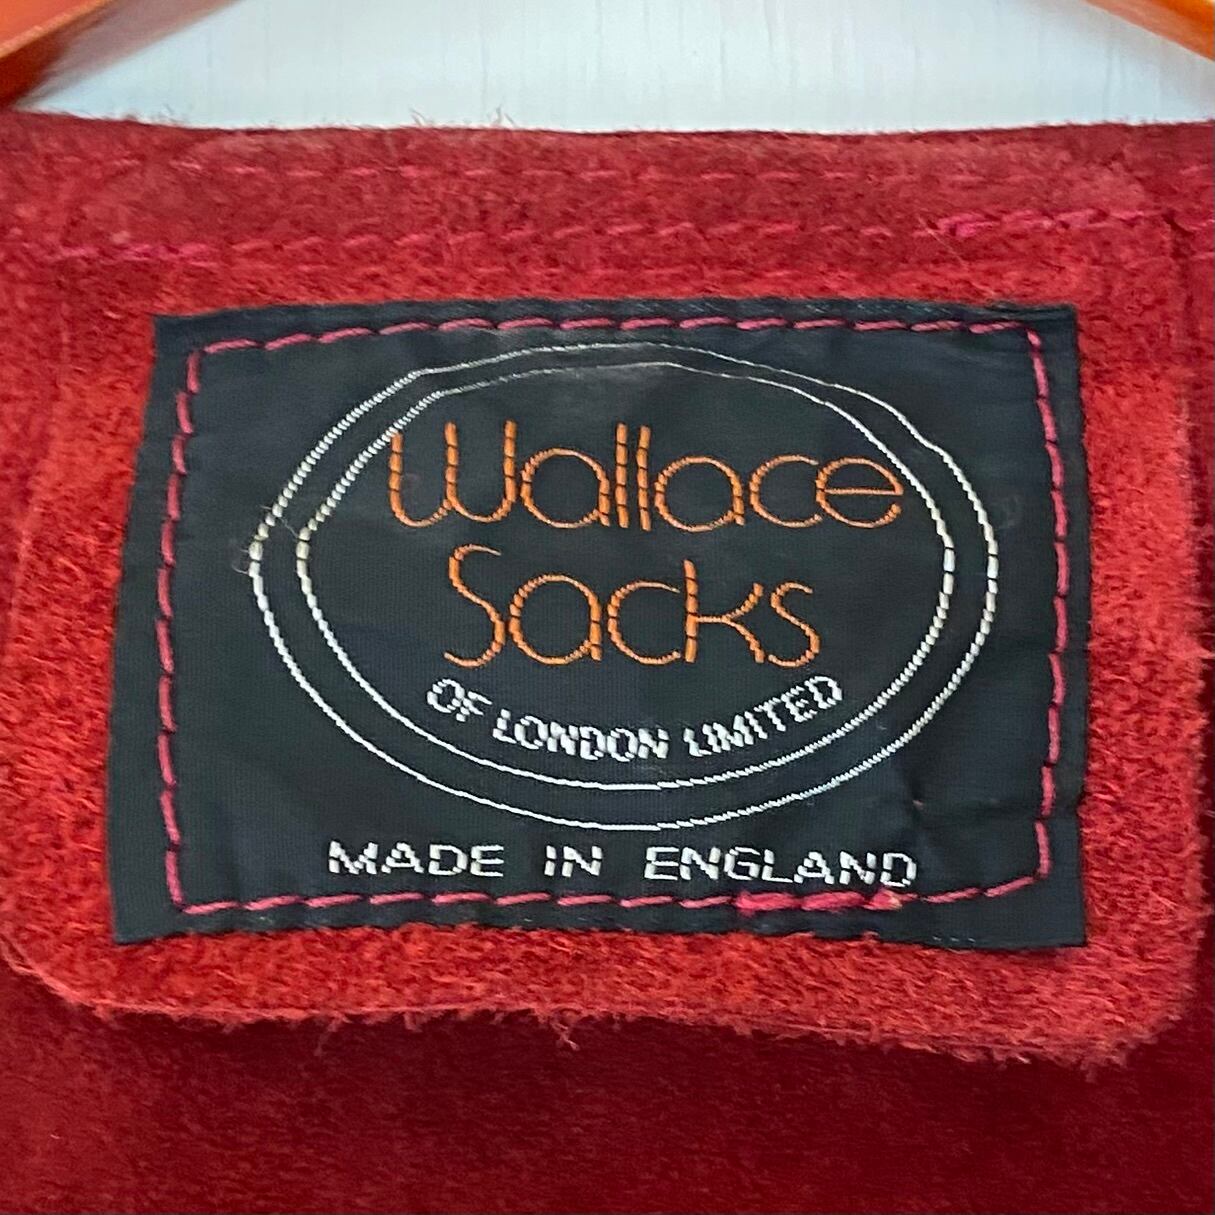 Wallace
Sacks
OF LONDON LIMITED
MADE IN ENGLAND